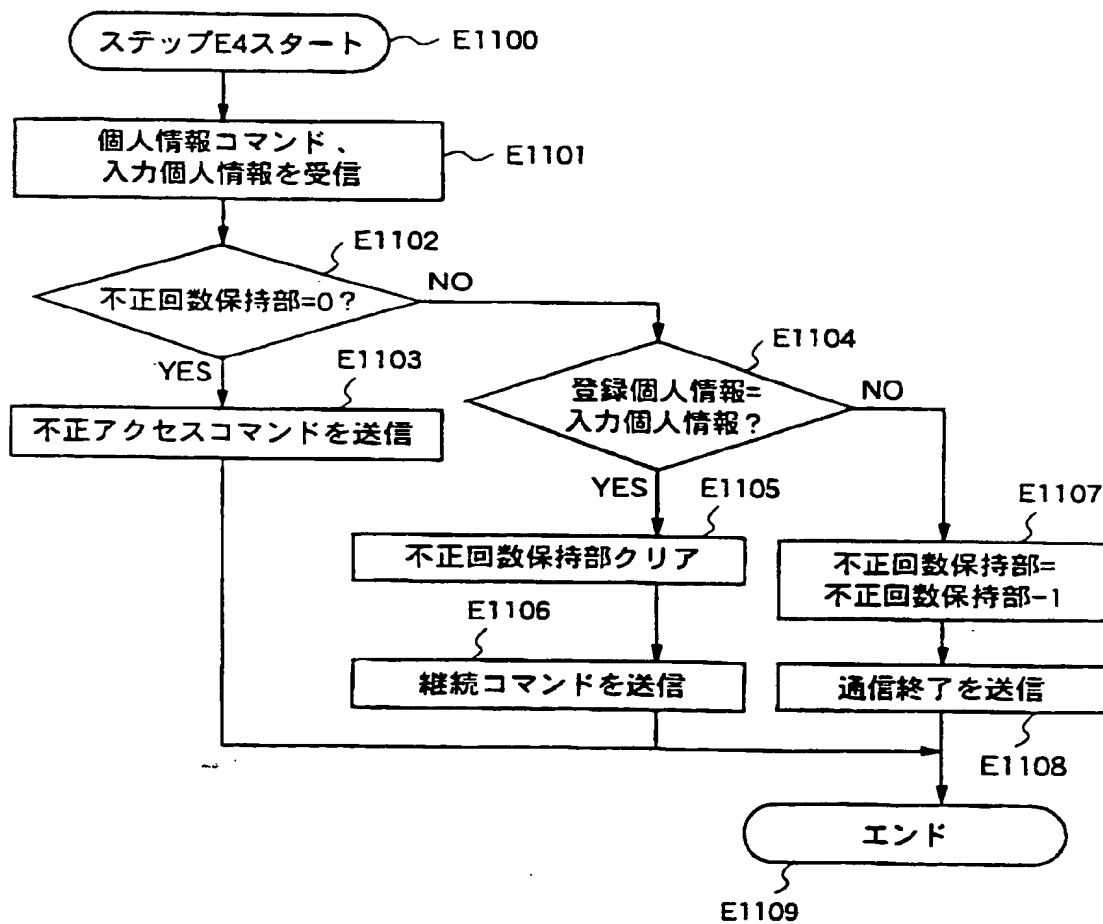 ステップE4スタート
E1100
個人情報コマンド、
入力個人情報を受信
E1101
E1102
不正回数保持部=0?
NO
YES
E1103
不正アクセスコマンドを送信
E1104
登録個人情報=
入力個人情報?
NO
YES
E1105
不正回数保持部クリア
E1106
継続コマンドを送信
E1107
不正回数保持部=
不正回数保持部-1
通信終了を送信
E1108
エンド
E1109